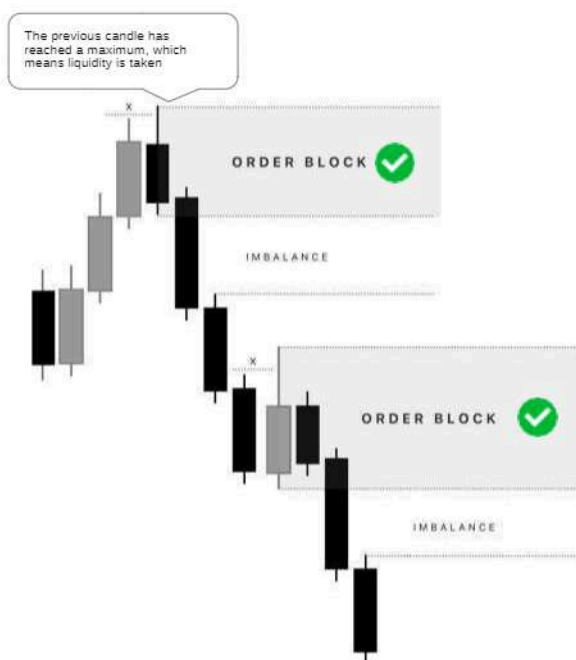 The previous candle has
reached a maximum, which
means liquidity is taken
x
ORDER BLOCK
IMBALANCE
x
ORDER BLOCK
IMBALANCE